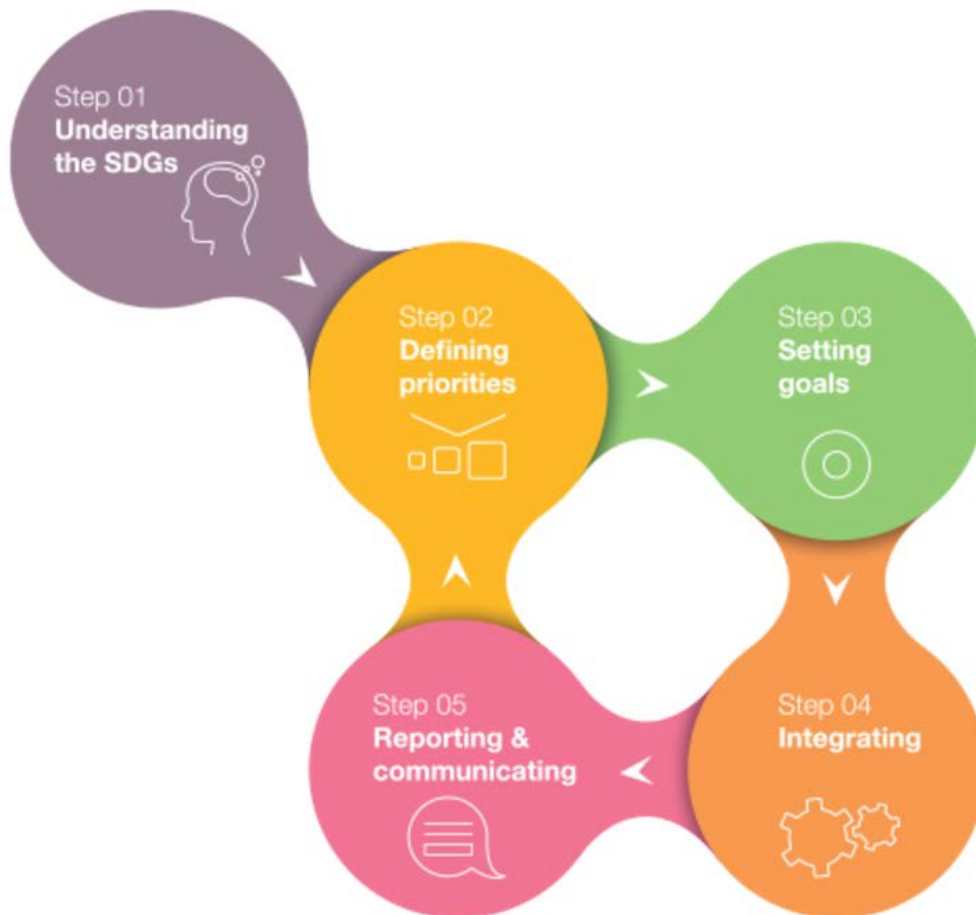 Step 01
Understanding
the SDGs
Step 02
Defining
priorities
Step 03
Setting
goals
Step 04
Integrating
Step 05
Reporting &
communicating